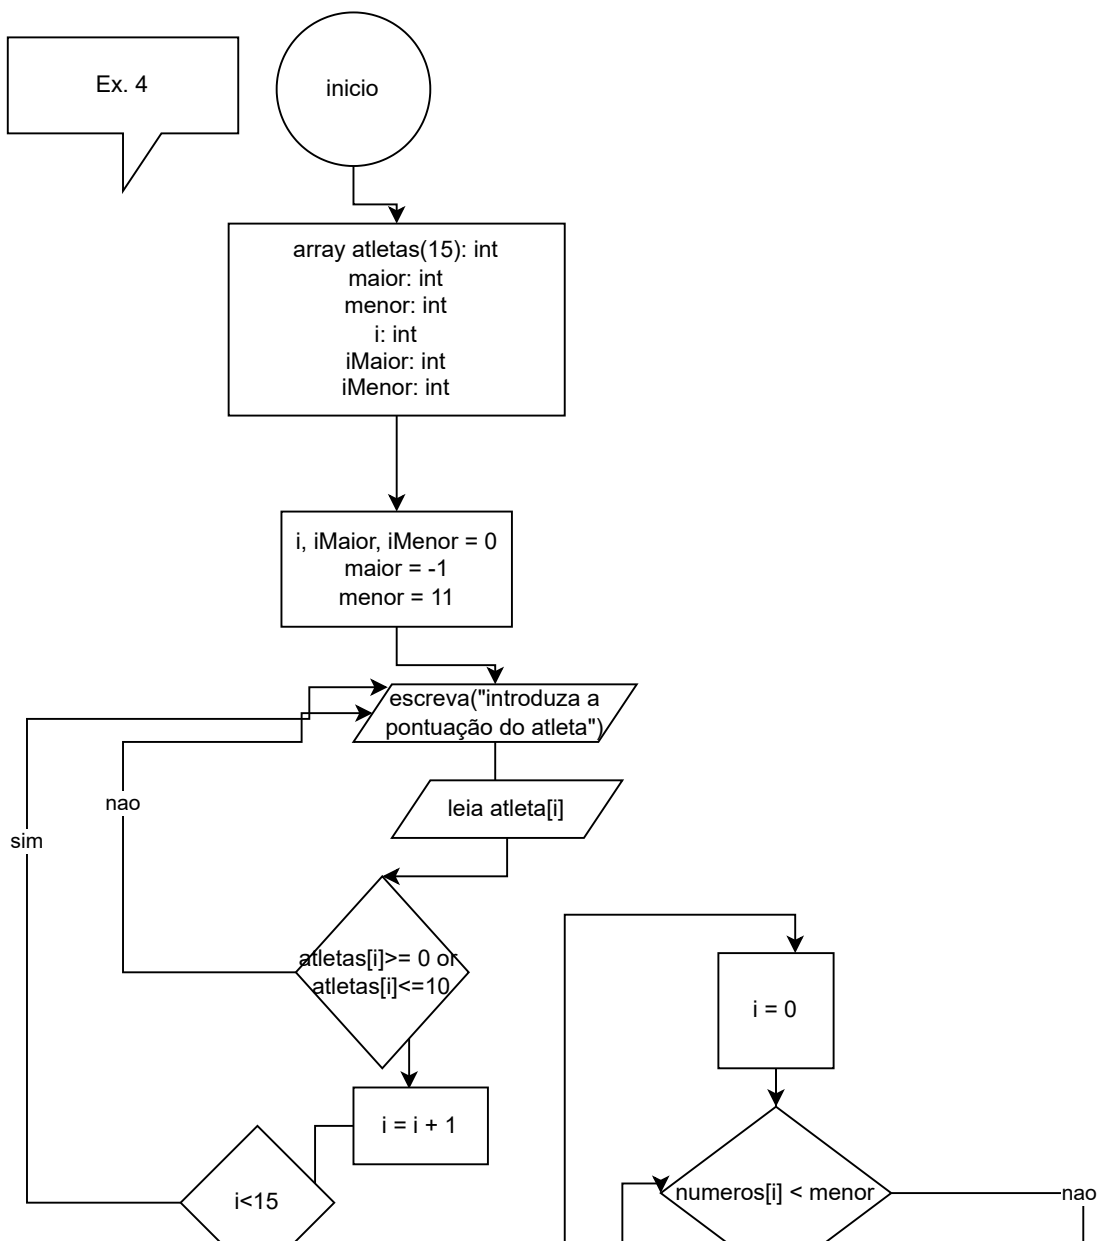 Ex. 4
inicio
array atletas(15): int
maior: int
menor: int
i: int
iMaior: int
iMenor: int
i, iMaior, iMenor = 0
maior = -1
menor = 11
escreva("introduza a
pontuação do atleta")
leia atleta[i]
nao
sim
atletas[i]>= 0 or
atletas[i]<=10
i = i + 1
i<15
i = 0
numeros[i] < menor
nao